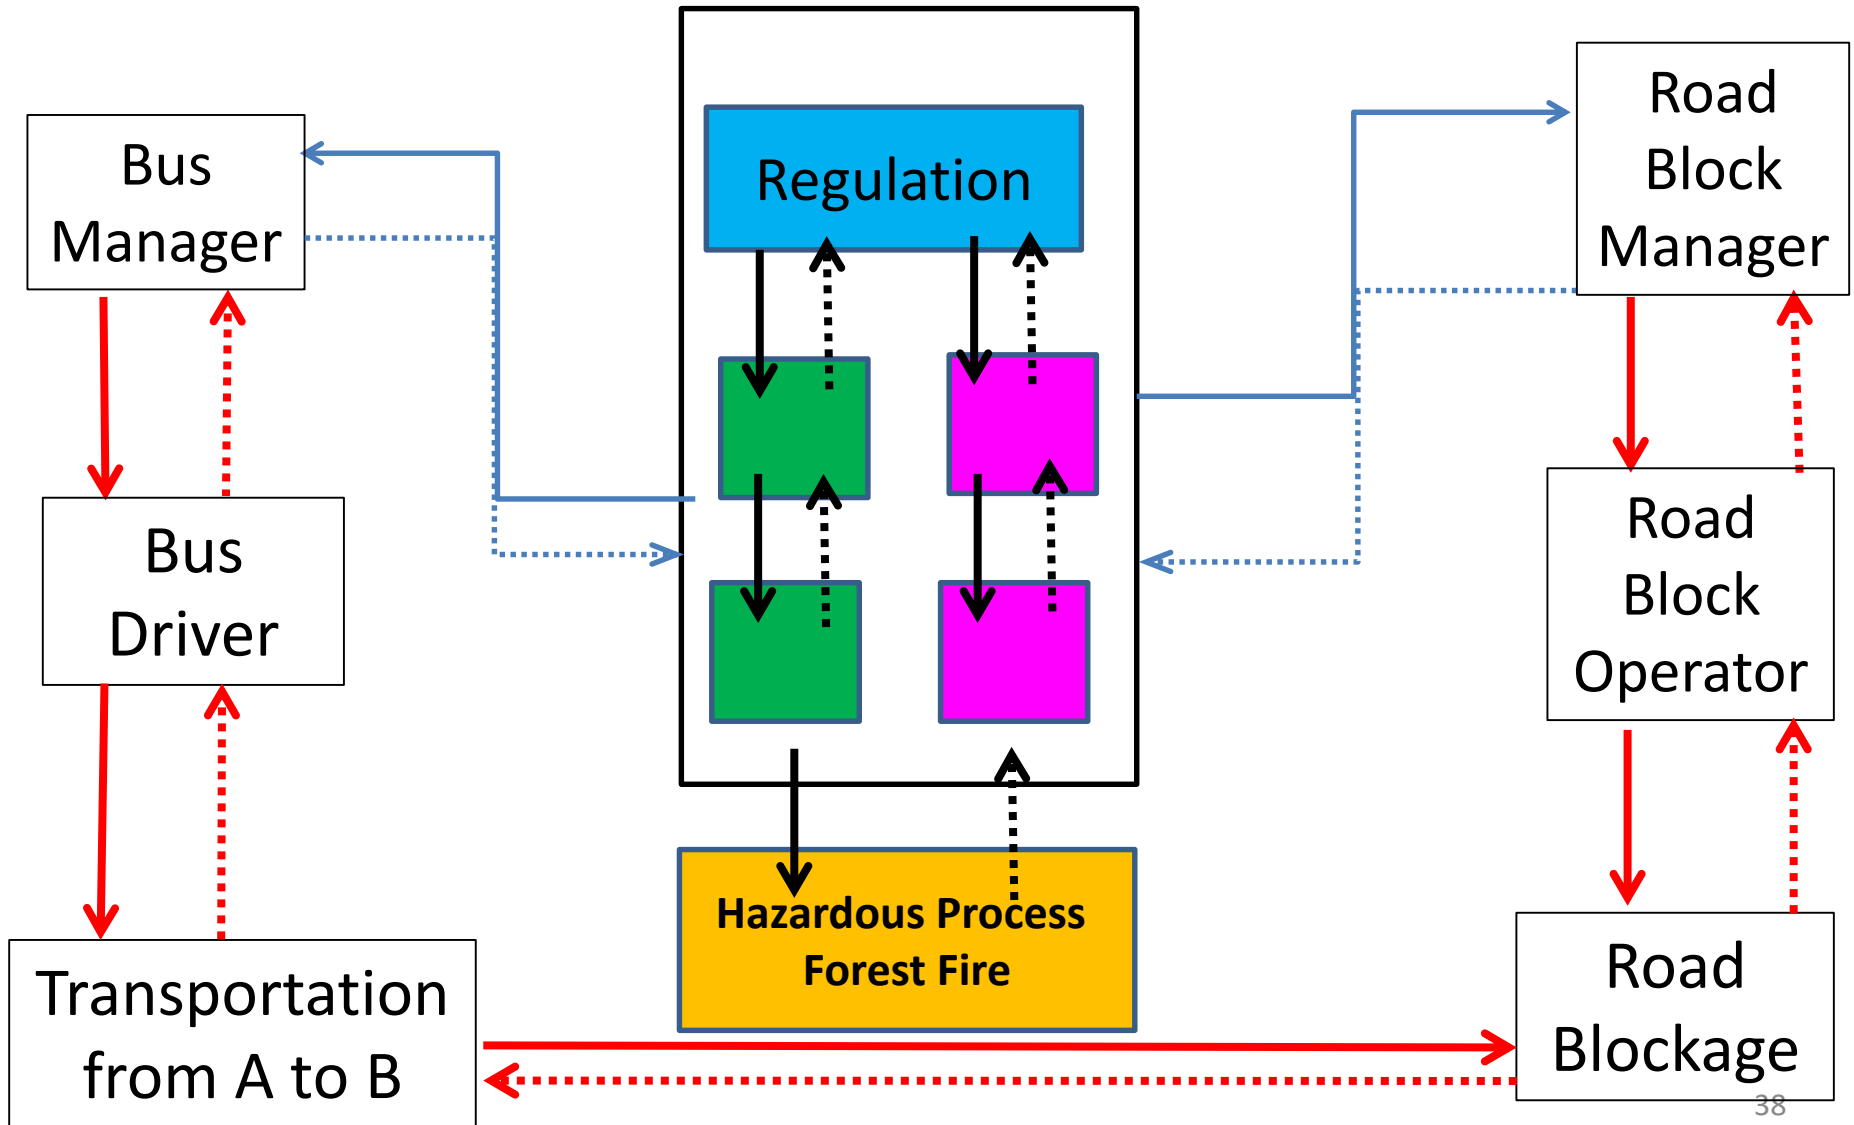 Bus
Manager
Regulation
Road
Block
Manager
Bus
Driver
Road
Block
Operator
Hazardous Process
Forest Fire
Transportation
from A to B
Road
Blockage
38